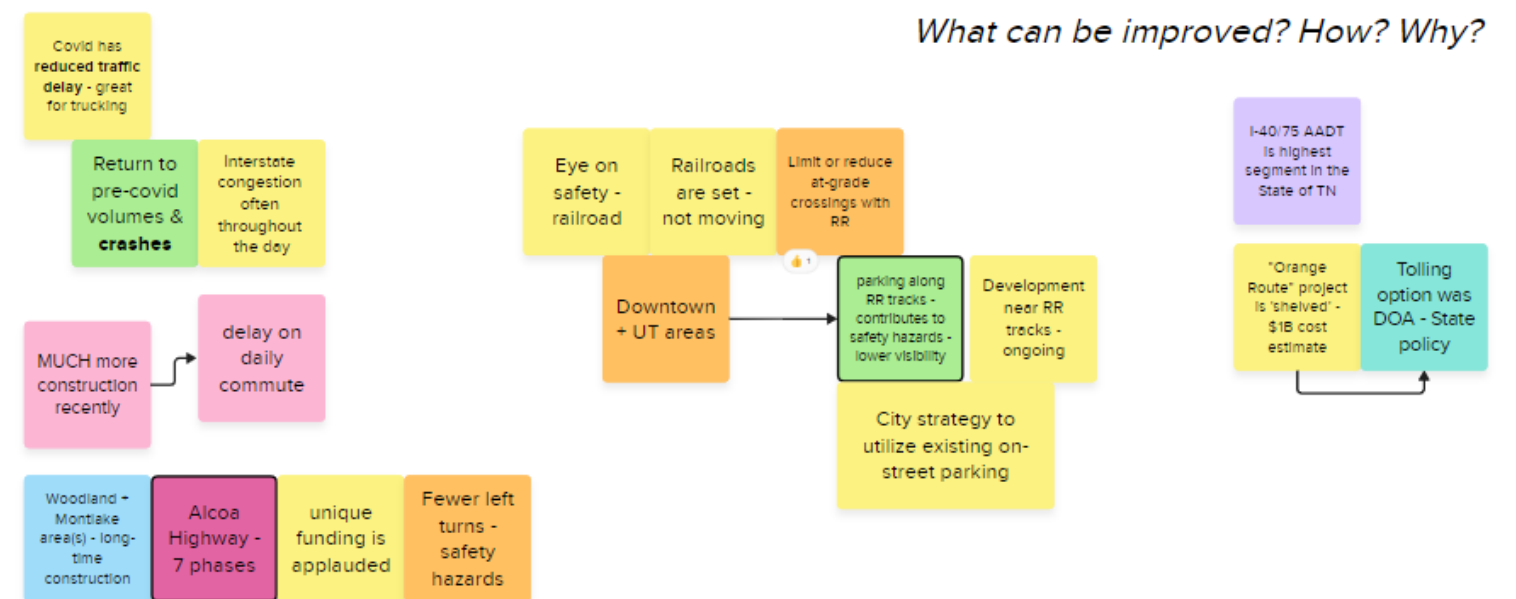 What can be improved? How? Why?
Covid has
reduced traffic
delay - great
for trucking
Return to
pre-covid
volumes &
crashes
Interstate
congestion
often
throughout
the day
MUCH more
construction
recently
delay on
daily
commute
Woodland +
Montlake
area(s) - long-
time
construction
Alcoa
Highway -
7 phases
unique
funding is
applauded
Fewer left
turns -
safety
hazards
Eye on
safety -
railroad
Railroads
are set -
not moving
Limit or reduce
at-grade
crossings with
RR
👍 1
Downtown
+ UT areas
parking along
RR tracks -
contributes to
safety hazards -
lower visibility
Development
near RR
tracks -
ongoing
City strategy to
utilize existing on-
street parking
I-40/75 AADT
is highest
segment in the
State of TN
"Orange
Route" project
is 'shelved' -
$1B cost
estimate
Tolling
option was
DOA - State
policy